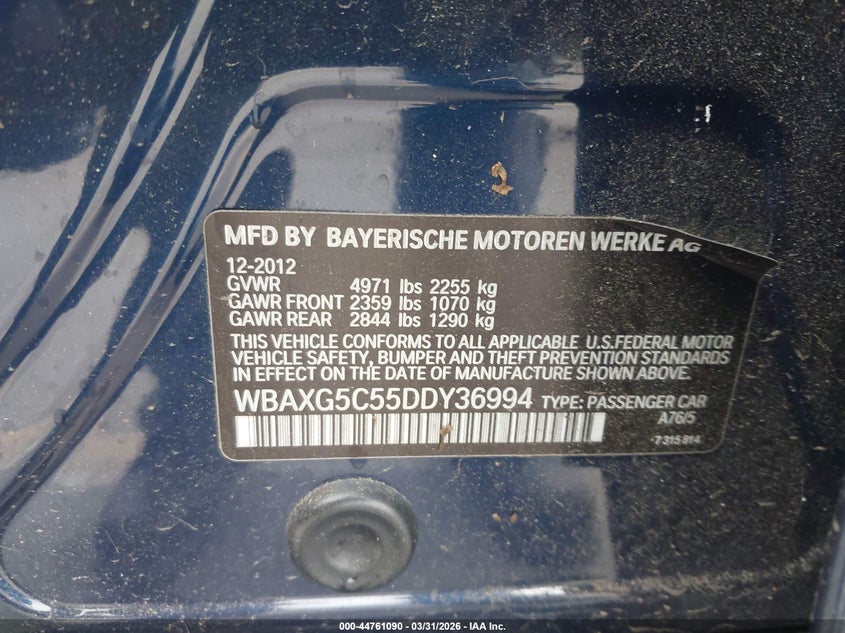 MFD BY BAYERISCHE MOTOREN WERKE AG
12-2012
GVWR 4971 lbs 2255 kg
GAWR FRONT 2359 lbs 1070 kg
GAWR REAR 2844 lbs 1290 kg
THIS VEHICLE CONFORMS TO ALL APPLICABLE U.S.FEDERAL MOTOR
VEHICLE SAFETY, BUMPER AND THEFT PREVENTION STANDARDS
IN EFFECT ON THE DATE OF MANUFACTURE SHOWN ABOVE.
WBAXG5C55DDY36994 TYPE: PASSENGER CAR
A76/5
7 315 814
000-44761090 - 03/31/2026 - IAA Inc.